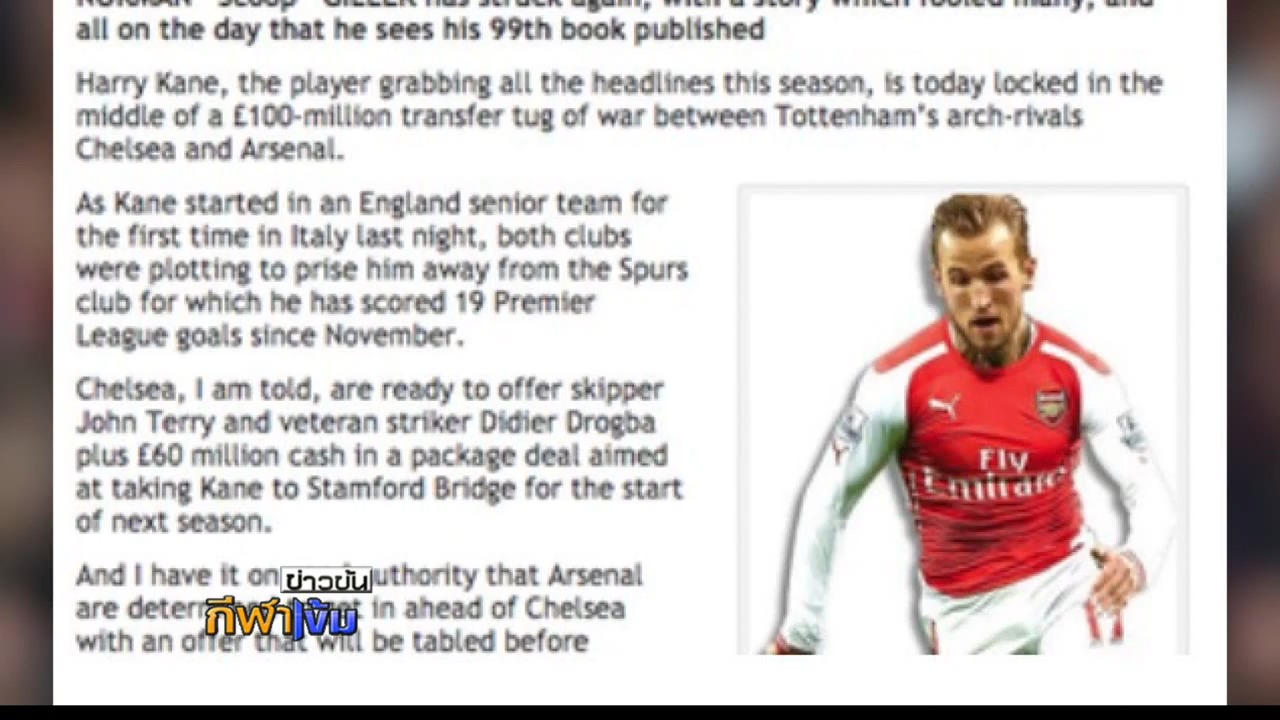 all on the day that he sees his 99th book published
Harry Kane, the player grabbing all the headlines this season, is today locked in the
middle of a £100-million transfer tug of war between Tottenham's arch-rivals
Chelsea and Arsenal.
As Kane started in an England senior team for
the first time in Italy last night, both clubs
were plotting to prise him away from the Spurs
club for which he has scored 19 Premier
League goals since November.
Chelsea, I am told, are ready to offer skipper
John Terry and veteran striker Didier Drogba
plus £60 million cash in a package deal aimed
at taking Kane to Stamford Bridge for the start
of next season.
And I have it on uthority that Arsenal
are deter in ahead of Chelsea
with an offer that will be tabled before
ข่าวข้น
กีฬาเข้ม
Fly
Emirates